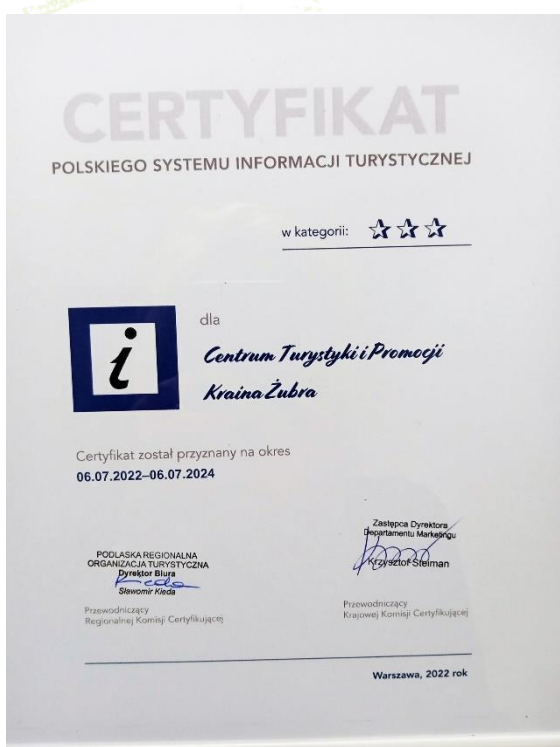 CERTYFIKAT
POLSKIEGO SYSTEMU INFORMACJI TURYSTYCZNEJ
w kategorii:
i
dla
Centrum Turystyki i Promocji
Kraina Żubra
Certyfikat został przyznany na okres
06.07.2022–06.07.2024
PODLASKA REGIONALNA
ORGANIZACJA TURYSTYCZNA
Dyrektor Biura
Sławomir Kieda
Przewodniczący
Regionalnej Komisji Certyfikującej
Zastępca Dyrektora
Departamentu Marketingu
Krzysztof Stelman
Przewodniczący
Krajowej Komisji Certyfikującej
Warszawa, 2022 rok